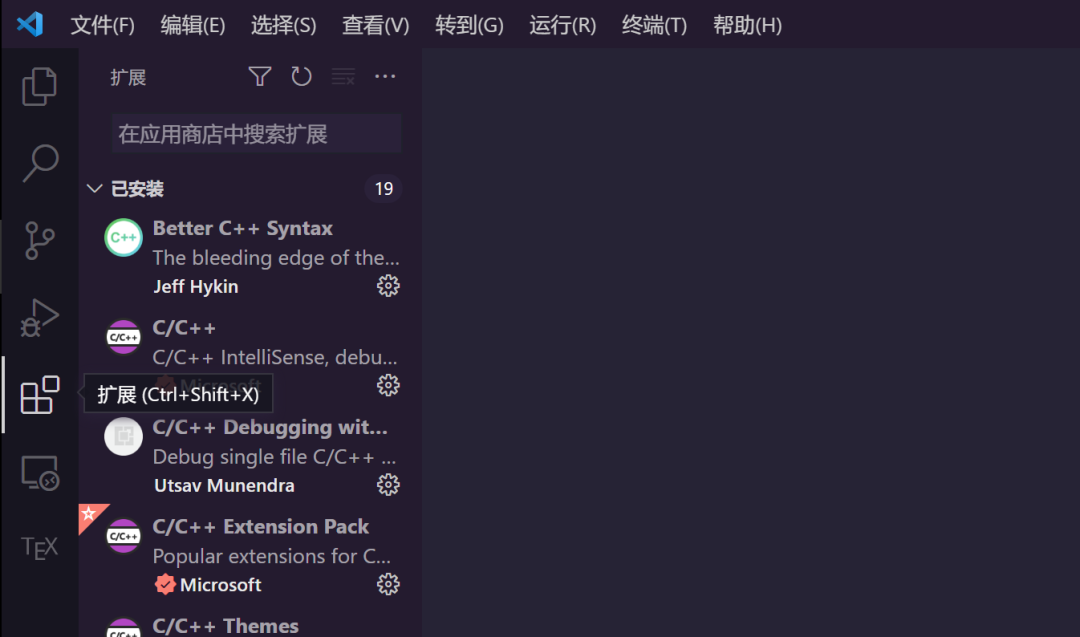 文件(F) 编辑(E) 选择(S) 查看(V) 转到(G) 运行(R) 终端(T) 帮助(H)
扩展
在应用商店中搜索扩展
已安装 19
C++
Better C++ Syntax
The bleeding edge of the...
Jeff Hykin
C/C++
C/C++
C/C++ IntelliSense, debu...
Microsoft
扩展 (Ctrl+Shift+X)
C/C++ Debugging wit...
Debug single file C/C++ ...
Utsav Munendra
C/C++
C/C++ Extension Pack
Popular extensions for C...
Microsoft
TEX
C/C++
C/C++ Themes